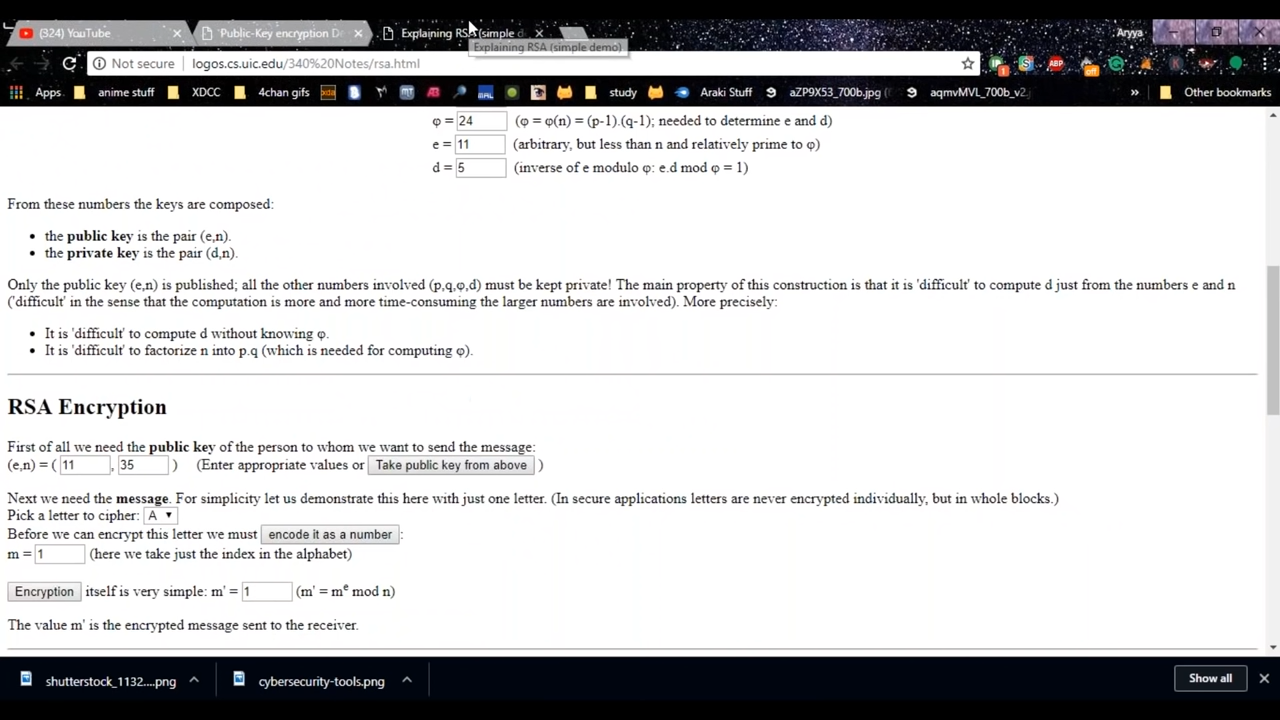 (324) YouTube
Public-Key encryption De
Explaining RSA (simple d
Aryya
Explaining RSA (simple demo)
Not secure
logos.cs.uic.edu/340%20Notes/rsa.html
ABP
off
Apps
anime stuff
XDCC
4chan gifs
xda
MT
MAL
study
Araki Stuff
aZP9X53_700b.jpg (
aqmvMVL_700b_v2.j
»
Other bookmarks
φ = 24 (φ = φ(n) = (p-1).(q-1); needed to determine e and d)
e = 11 (arbitrary, but less than n and relatively prime to φ)
d = 5 (inverse of e modulo φ: e.d mod φ = 1)
From these numbers the keys are composed:
• the public key is the pair (e,n).
• the private key is the pair (d,n).
Only the public key (e,n) is published; all the other numbers involved (p,q,φ,d) must be kept private! The main property of this construction is that it is 'difficult' to compute d just from the numbers e and n
('difficult' in the sense that the computation is more and more time-consuming the larger numbers are involved). More precisely:
• It is 'difficult' to compute d without knowing φ.
• It is 'difficult' to factorize n into p.q (which is needed for computing φ).
RSA Encryption
First of all we need the public key of the person to whom we want to send the message:
(e,n) = ( 11 , 35 ) (Enter appropriate values or Take public key from above )
Next we need the message. For simplicity let us demonstrate this here with just one letter. (In secure applications letters are never encrypted individually, but in whole blocks.)
Pick a letter to cipher: A
Before we can encrypt this letter we must encode it as a number :
m = 1 (here we take just the index in the alphabet)
Encryption itself is very simple: m' = 1 (m' = mᵉ mod n)
The value m' is the encrypted message sent to the receiver.
shutterstock_1132....png
cybersecurity-tools.png
Show all